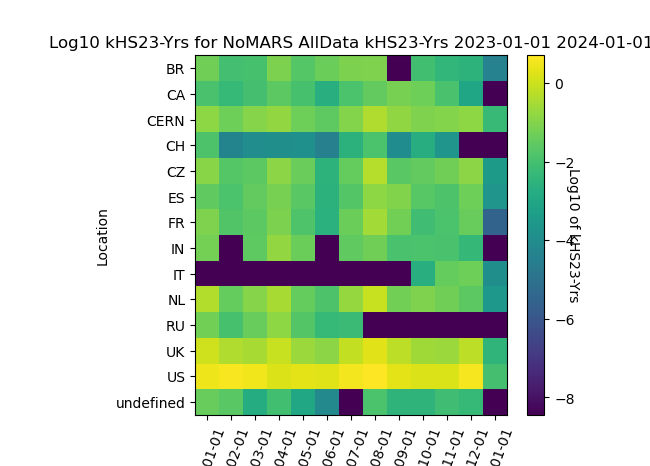 Log10 kHS23-Yrs for NoMARS AllData kHS23-Yrs 2023-01-01 2024-01-01
BR
CA
CERN
CH
CZ
ES
FR
IN
IT
NL
RU
UK
US
undefined
Location
01-01
02-01
03-01
04-01
05-01
06-01
07-01
08-01
09-01
10-01
11-01
12-01
01-01
0
−2
−4
−6
−8
Log10 of kHS23-Yrs